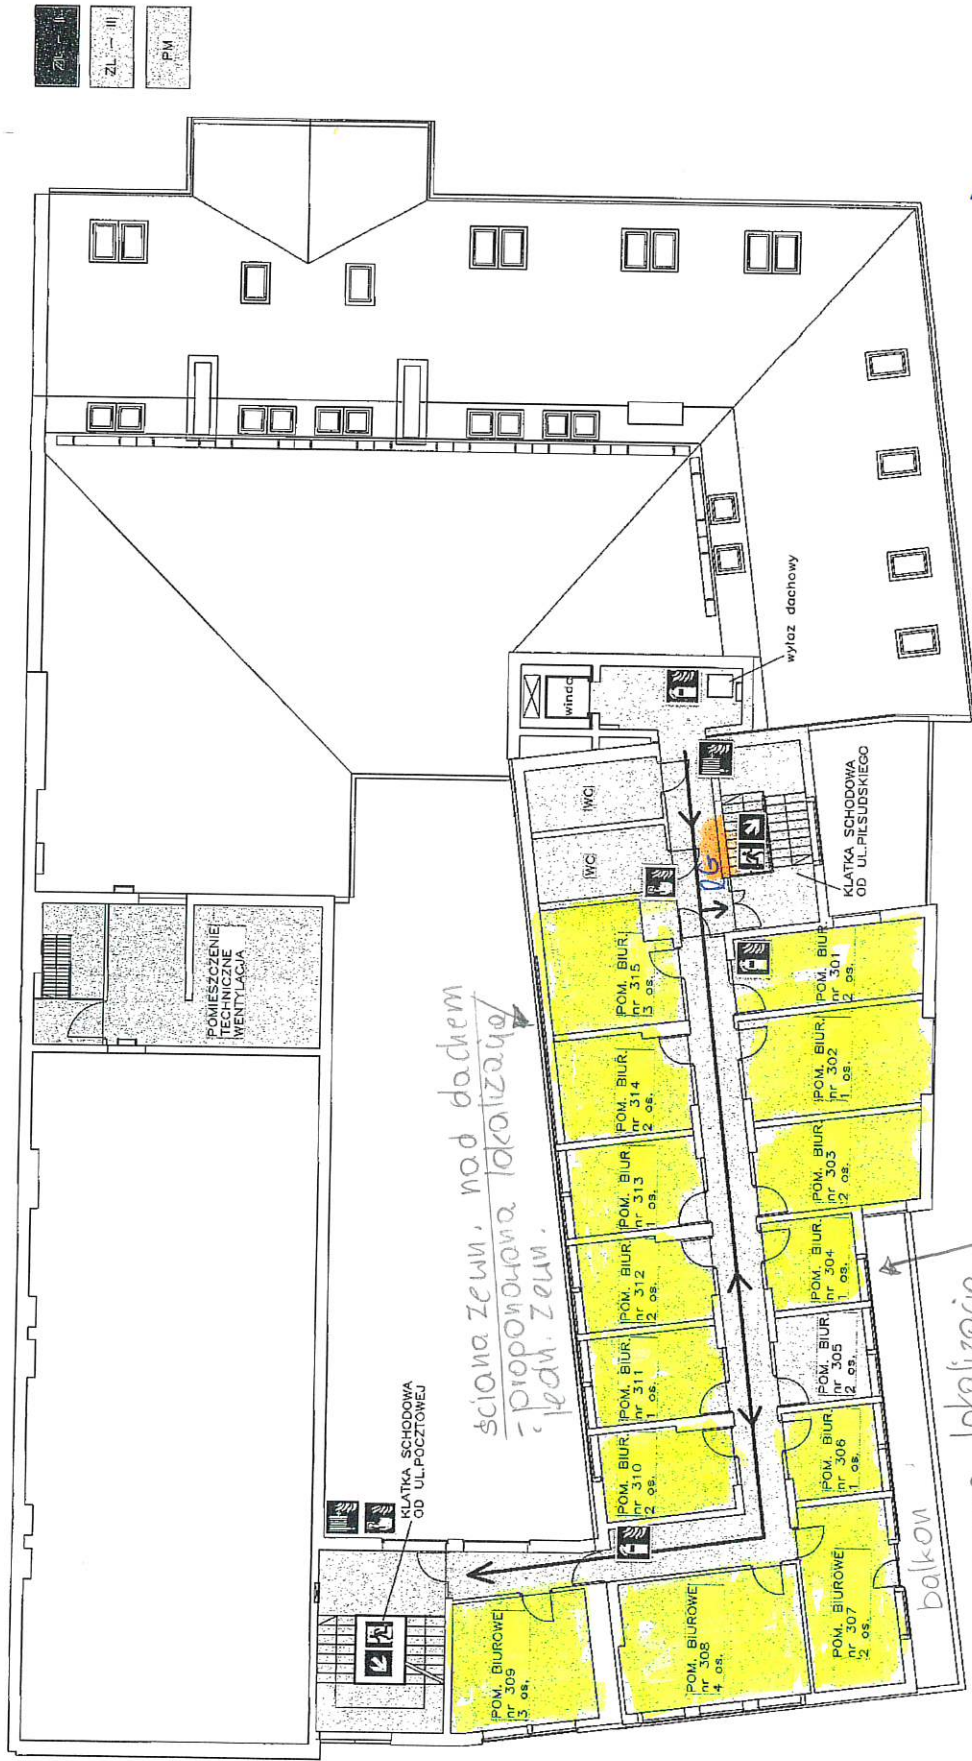 ZL - II
ZL - III
PM
POMIESZCZENIE
TECHNICZNE
WENTYLACJA
winda
wyłaz dachowy
WC
WC
RG
KLATKA SCHODOWA
OD UL.PIŁSUDSKIEGO
ściana zewn. nad dachem
- proponowana lokalizacja
jedn. zewn.
POM. BIUR.
nr 315
3 os.
POM. BIUR.
nr 314
2 os.
POM. BIUR.
nr 313
1 os.
POM. BIUR.
nr 312
2 os.
POM. BIUR.
nr 311
1 os.
POM. BIUR.
nr 310
2 os.
POM. BIUR.
nr 301
2 os.
POM. BIUR.
nr 302
1 os.
POM. BIUR.
nr 303
2 os.
POM. BIUR.
nr 304
1 os.
POM. BIUR.
nr 305
2 os.
POM. BIUR.
nr 306
1 os.
POM. BIUROWE
nr 307
2 os.
POM. BIUROWE
nr 308
4 os.
POM. BIUROWE
nr 309
3 os.
KLATKA SCHODOWA
OD UL.POCZTOWEJ
balkon
lokalizacja